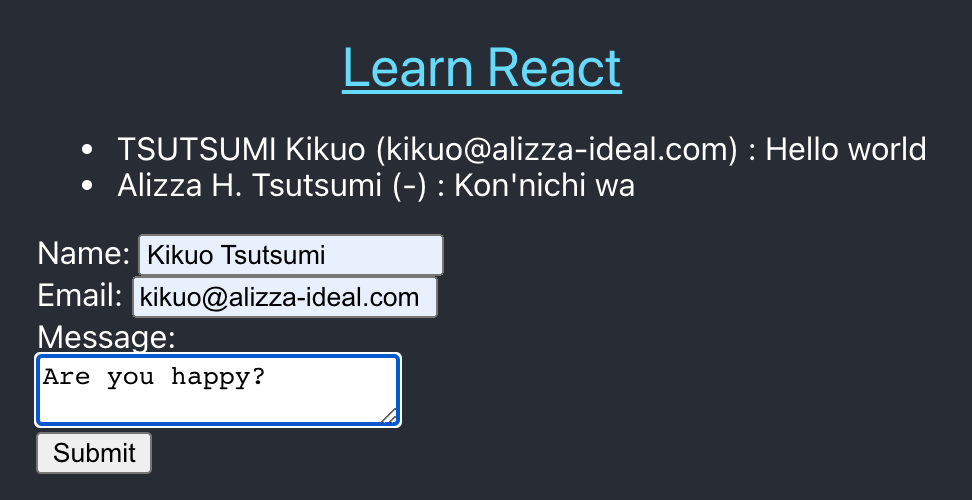 Learn React
• TSUTSUMI Kikuo (kikuo@alizza-ideal.com) : Hello world
• Alizza H. Tsutsumi (-) : Kon'nichi wa
Name: Kikuo Tsutsumi
Email: kikuo@alizza-ideal.com
Message:
Are you happy?
Submit